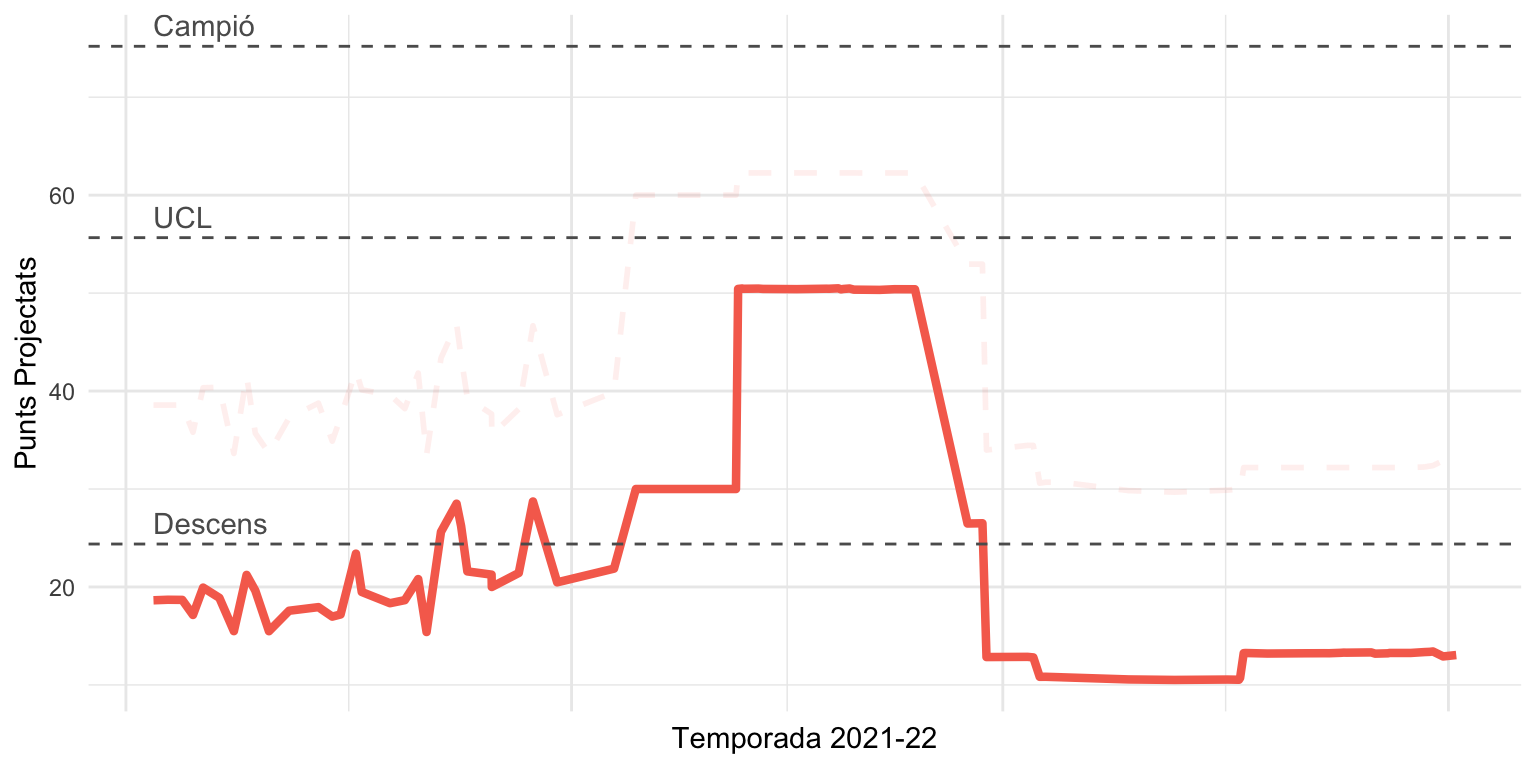 Campió
60
UCL
Punts Projectats
40
Descens
20
Temporada 2021-22